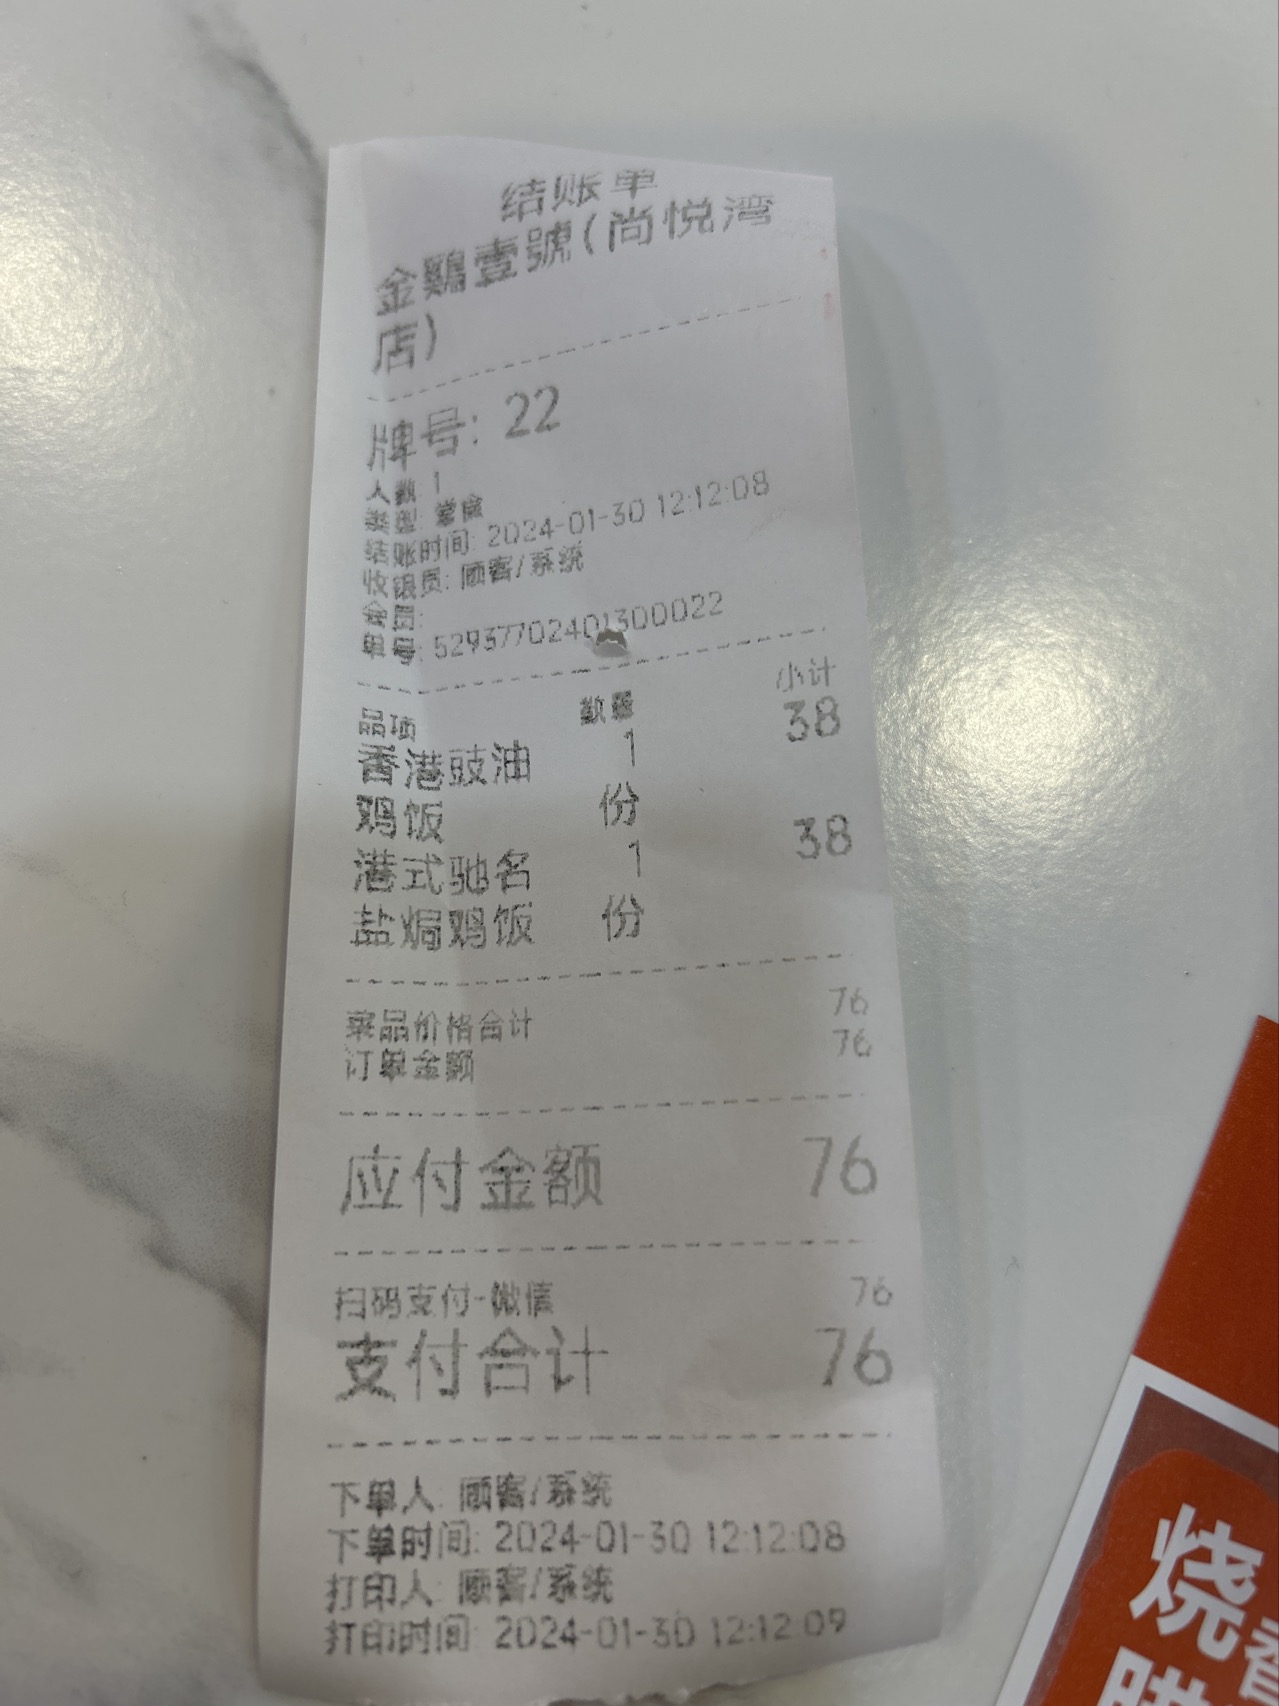 结账单
金鷄壹號(尚悦湾
店)
牌号: 22
人数: 1
类型: 堂食
结账时间: 2024-01-30 12:12:08
收银员: 顾客/系统
会员:
单号: 52937702401300022
品项 数量 小计
香港豉油 1 38
鸡饭 份
港式驰名 1 38
盐焗鸡饭 份
菜品价格合计 76
订单金额 76
应付金额 76
扫码支付-微信 76
支付合计 76
下单人: 顾客/系统
下单时间: 2024-01-30 12:12:08
打印人: 顾客/系统
打印时间: 2024-01-30 12:12:09
烧